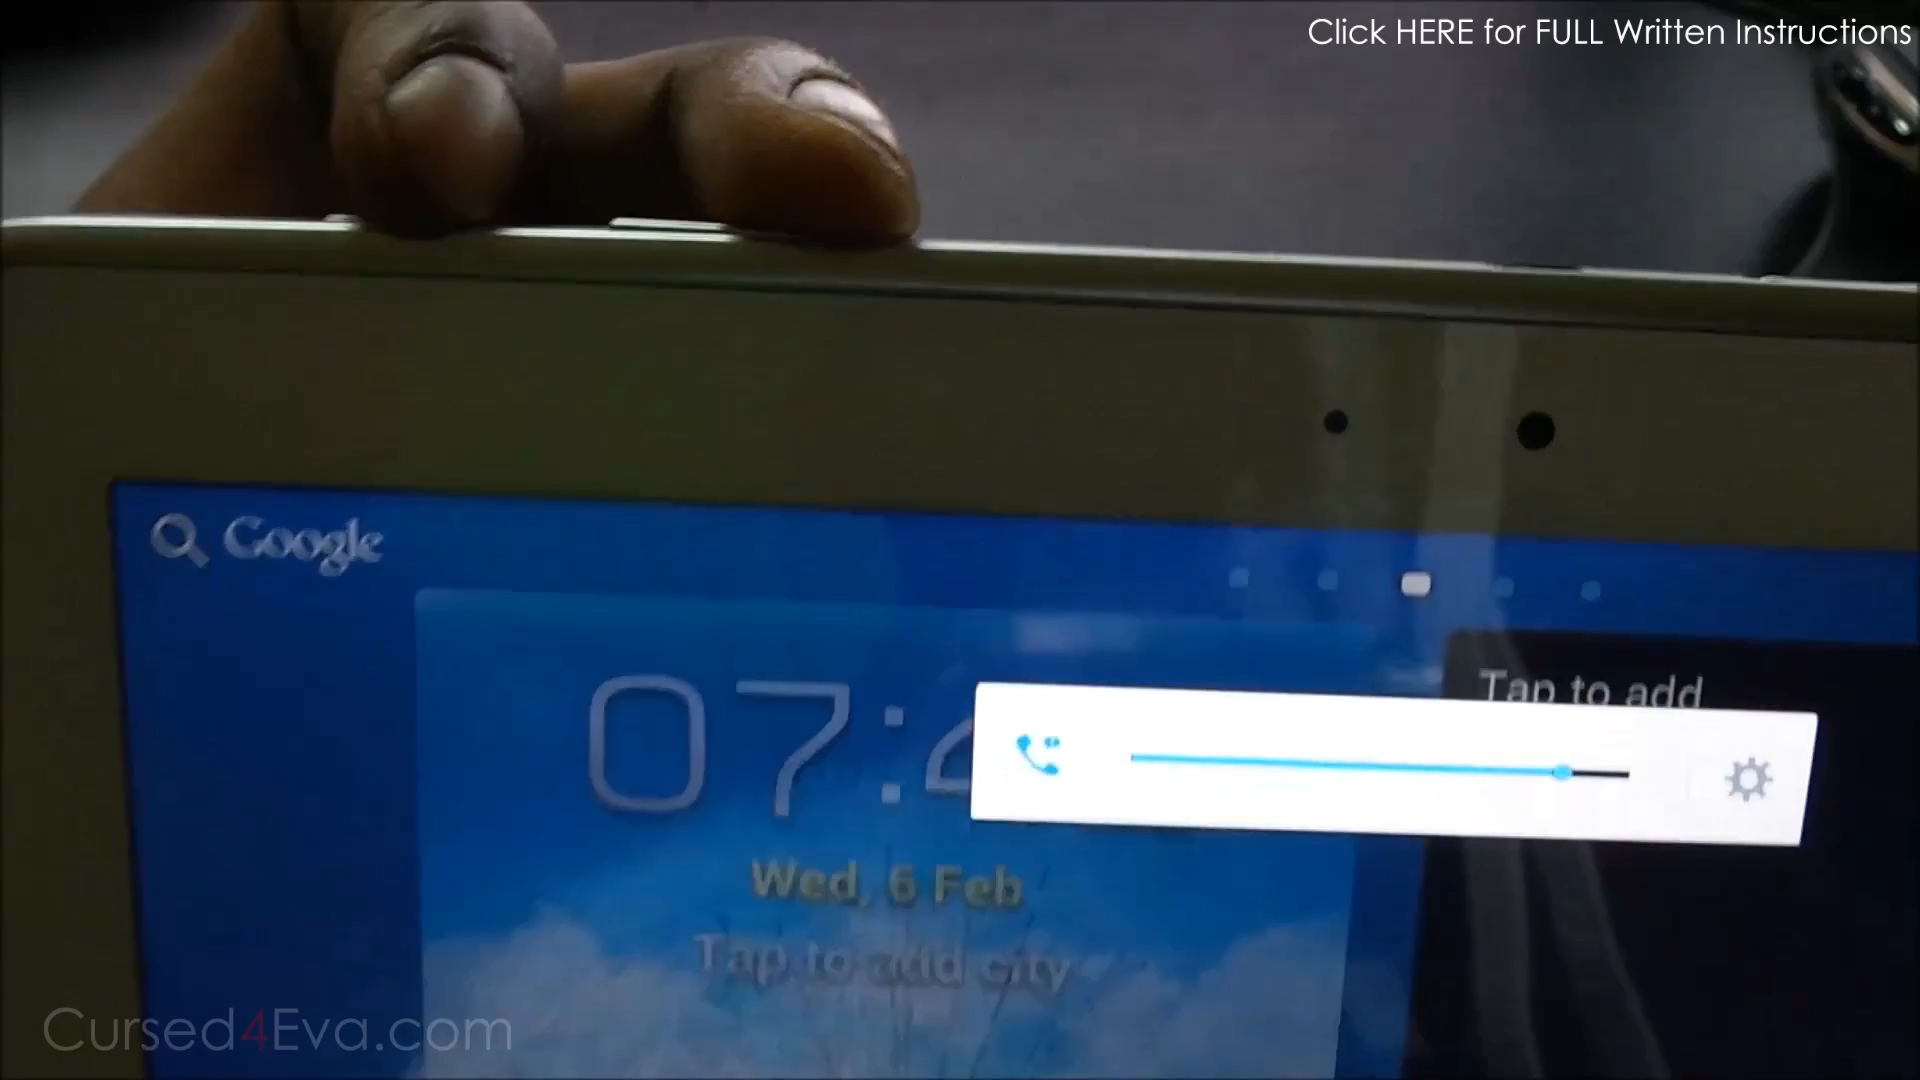 Click HERE for FULL Written Instructions
Google
Tap to add
07:
Wed, 6 Feb
Tap to add city
Cursed4Eva.com